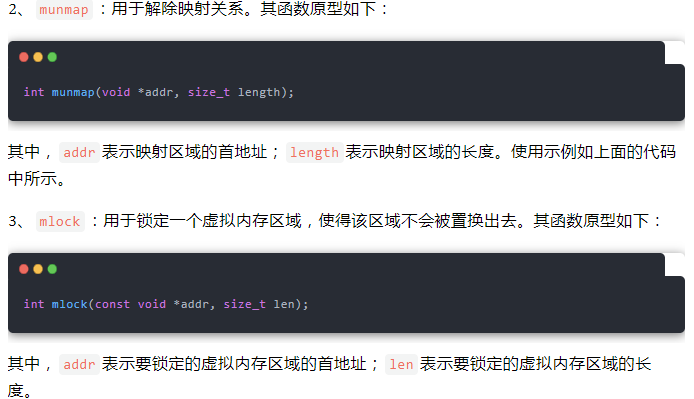 2、 munmap ：用于解除映射关系。其函数原型如下：
int munmap(void *addr, size_t length);
其中， addr 表示映射区域的首地址； length 表示映射区域的长度。使用示例如上面的代码
中所示。
3、 mlock ：用于锁定一个虚拟内存区域，使得该区域不会被置换出去。其函数原型如下：
int mlock(const void *addr, size_t len);
其中， addr 表示要锁定的虚拟内存区域的首地址； len 表示要锁定的虚拟内存区域的长
度。